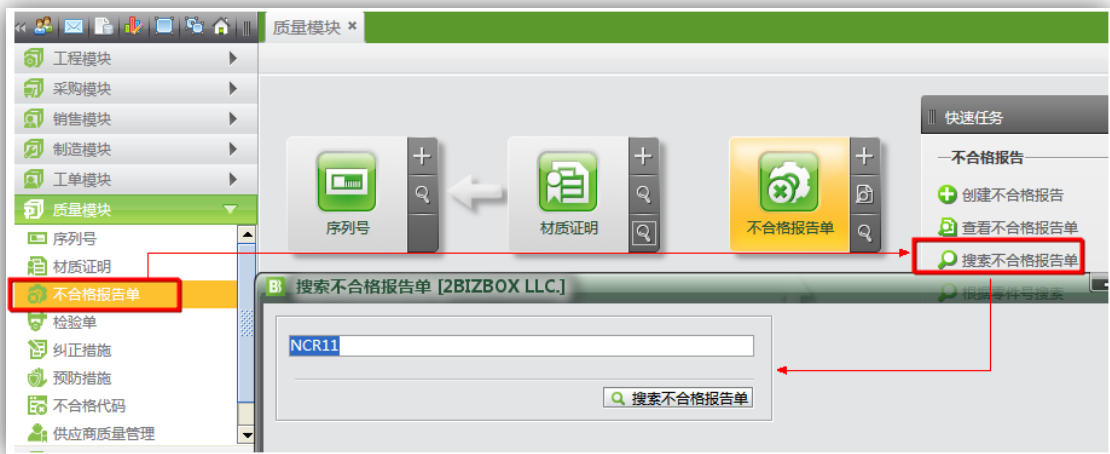 质量模块 ×
工程模块
采购模块
销售模块
制造模块
工单模块
质量模块
序列号
材质证明
不合格报告单
检验单
纠正措施
预防措施
不合格代码
供应商质量管理
序列号
材质证明
不合格报告单
快速任务
不合格报告
创建不合格报告
查看不合格报告单
搜索不合格报告单
根据零件号搜索
搜索不合格报告单 [2BIZBOX LLC.]
NCR11
搜索不合格报告单